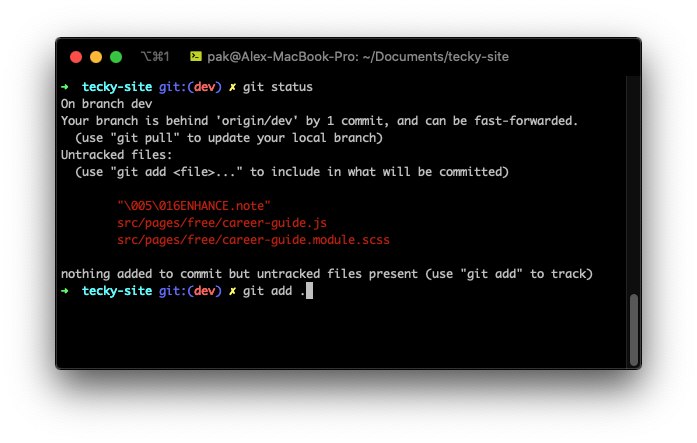 ⌥⌘1 pak@Alex-MacBook-Pro: ~/Documents/tecky-site
➜ tecky-site git:(dev) ✗ git status
On branch dev
Your branch is behind 'origin/dev' by 1 commit, and can be fast-forwarded.
(use "git pull" to update your local branch)
Untracked files:
(use "git add <file>..." to include in what will be committed)
"\005\016ENHANCE.note"
src/pages/free/career-guide.js
src/pages/free/career-guide.module.scss
nothing added to commit but untracked files present (use "git add" to track)
➜ tecky-site git:(dev) ✗ git add .